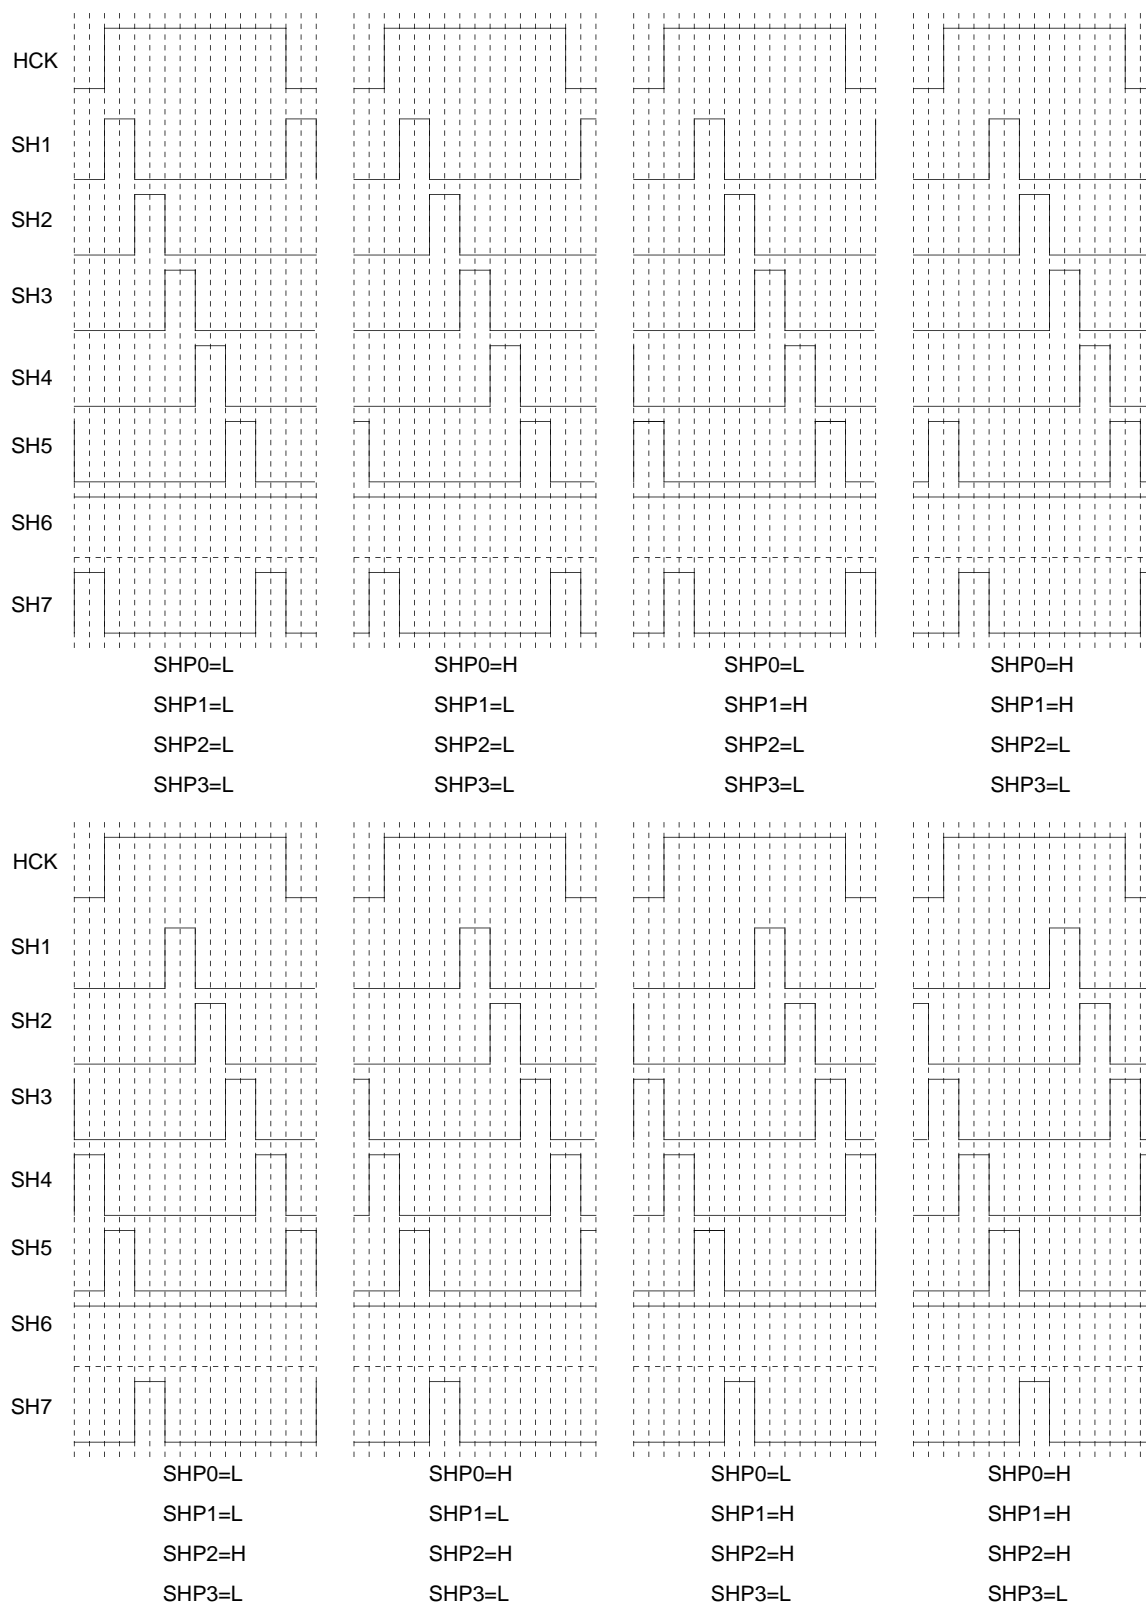 HCK
SH1
SH2
SH3
SH4
SH5
SH6
SH7
SHP0=L SHP0=H SHP0=L SHP0=H
SHP1=L SHP1=L SHP1=H SHP1=H
SHP2=L SHP2=L SHP2=L SHP2=L
SHP3=L SHP3=L SHP3=L SHP3=L
HCK
SH1
SH2
SH3
SH4
SH5
SH6
SH7
SHP0=L SHP0=H SHP0=L SHP0=H
SHP1=L SHP1=L SHP1=H SHP1=H
SHP2=H SHP2=H SHP2=H SHP2=H
SHP3=L SHP3=L SHP3=L SHP3=L